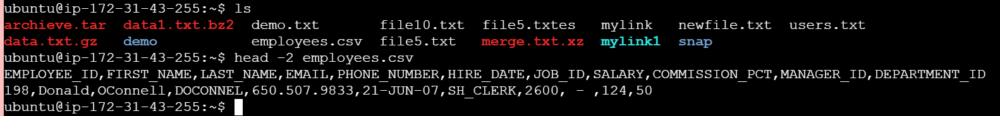 ubuntu@ip-172-31-43-255:~$ ls
archieve.tar  data1.txt.bz2  demo.txt       file10.txt  file5.txtes   mylink   newfile.txt  users.txt
data.txt.gz   demo           employees.csv  file5.txt   merge.txt.xz  mylink1  snap
ubuntu@ip-172-31-43-255:~$ head -2 employees.csv
EMPLOYEE_ID,FIRST_NAME,LAST_NAME,EMAIL,PHONE_NUMBER,HIRE_DATE,JOB_ID,SALARY,COMMISSION_PCT,MANAGER_ID,DEPARTMENT_ID
198,Donald,OConnell,DOCONNEL,650.507.9833,21-JUN-07,SH_CLERK,2600, - ,124,50
ubuntu@ip-172-31-43-255:~$